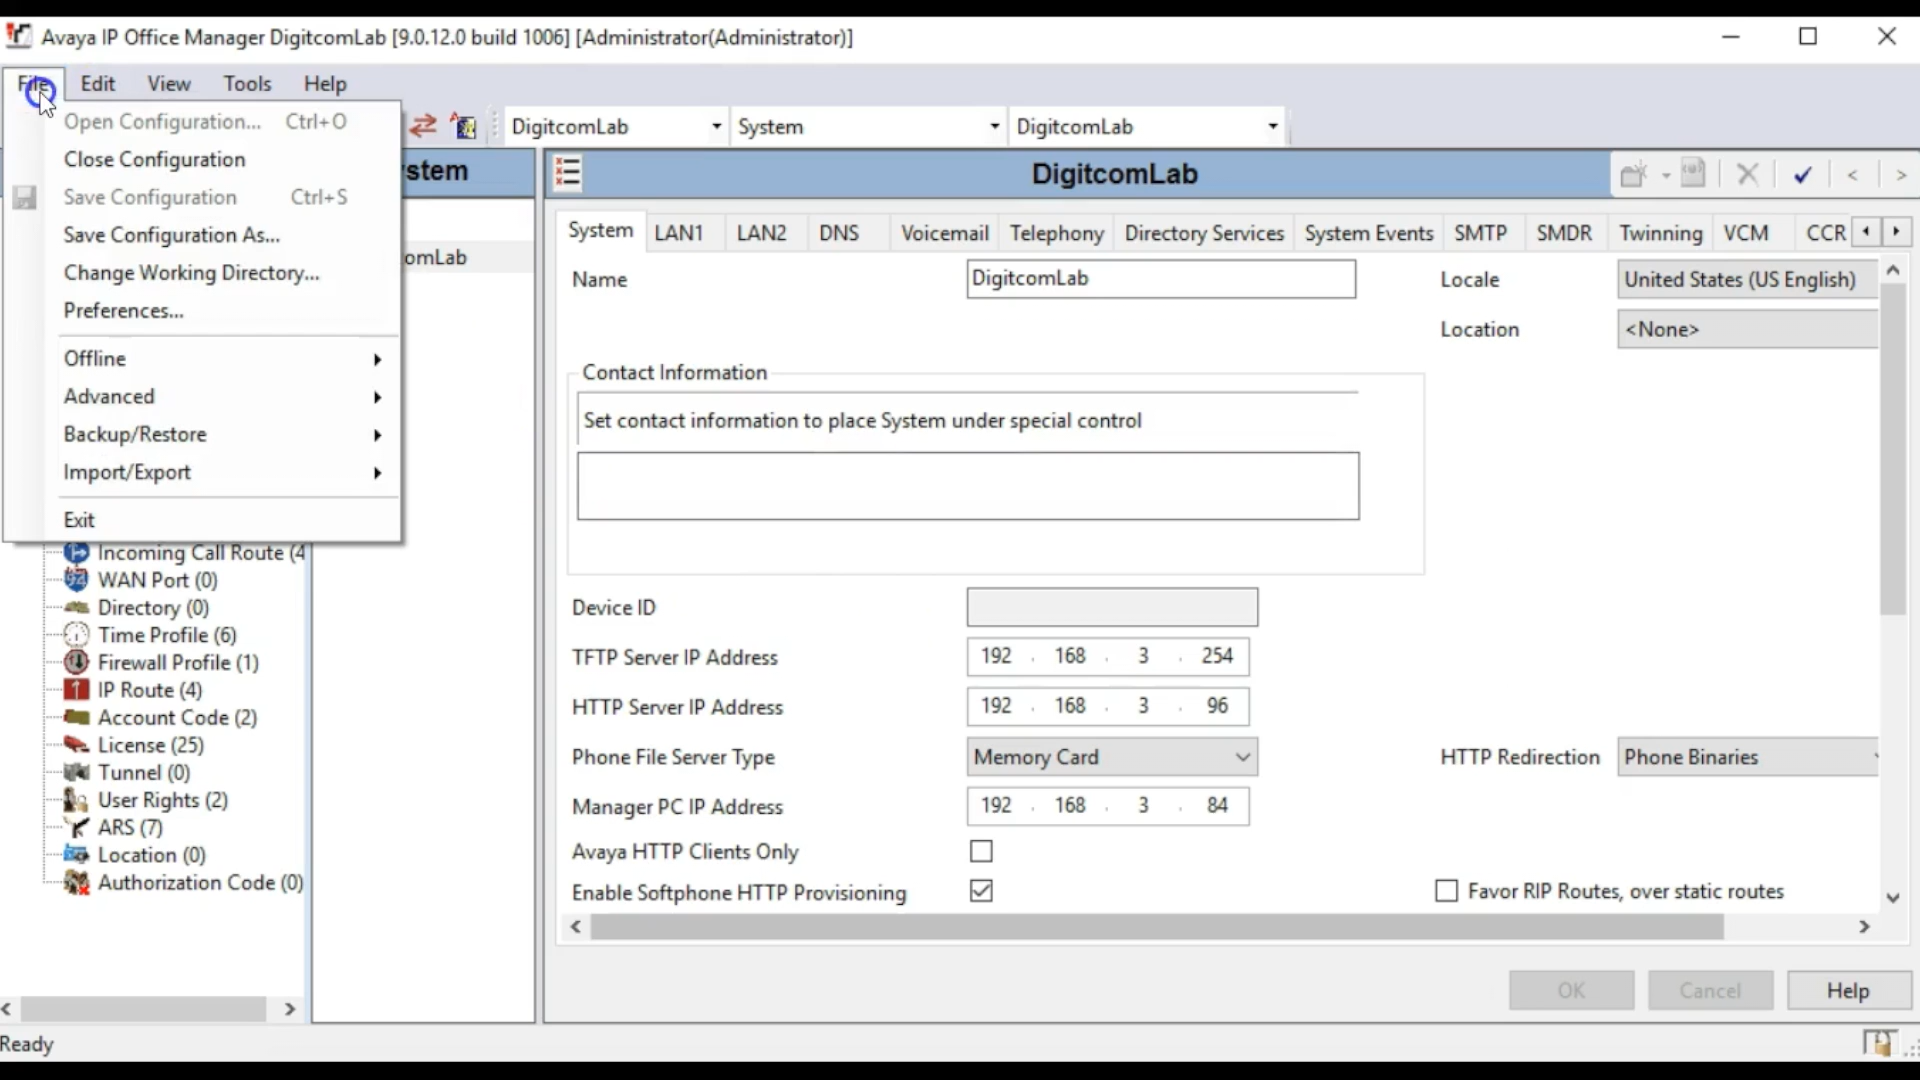 Avaya IP Office Manager DigitcomLab [9.0.12.0 build 1006] [Administrator(Administrator)]
File Edit View Tools Help
Open Configuration... Ctrl+O
Close Configuration
Save Configuration Ctrl+S
Save Configuration As...
Change Working Directory...
Preferences...
Offline
Advanced
Backup/Restore
Import/Export
Exit
Incoming Call Route (4
WAN Port (0)
Directory (0)
Time Profile (6)
Firewall Profile (1)
IP Route (4)
Account Code (2)
License (25)
Tunnel (0)
User Rights (2)
ARS (7)
Location (0)
Authorization Code (0)
DigitcomLab System DigitcomLab
stem
omLab
DigitcomLab
System LAN1 LAN2 DNS Voicemail Telephony Directory Services System Events SMTP SMDR Twinning VCM CCR
Name DigitcomLab Locale United States (US English)
Location <None>
Contact Information
Set contact information to place System under special control
Device ID
TFTP Server IP Address 192 . 168 . 3 . 254
HTTP Server IP Address 192 . 168 . 3 . 96
Phone File Server Type Memory Card HTTP Redirection Phone Binaries
Manager PC IP Address 192 . 168 . 3 . 84
Avaya HTTP Clients Only
Enable Softphone HTTP Provisioning Favor RIP Routes, over static routes
OK Cancel Help
Ready